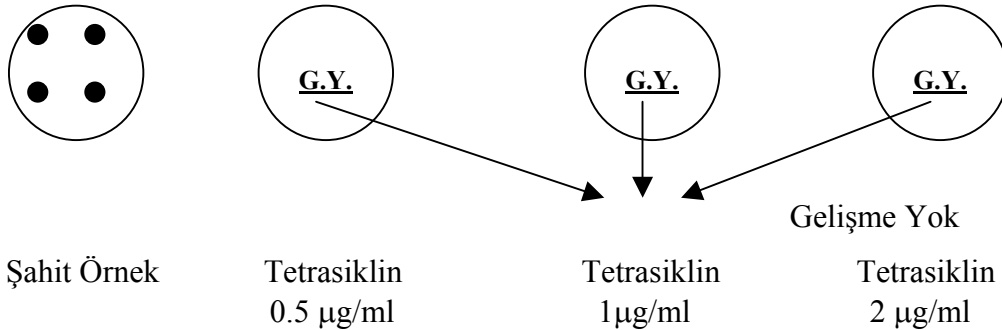 G.Y. G.Y. G.Y.
Gelişme Yok
Şahit Örnek Tetrasiklin Tetrasiklin Tetrasiklin
0.5 µg/ml 1µg/ml 2 µg/ml